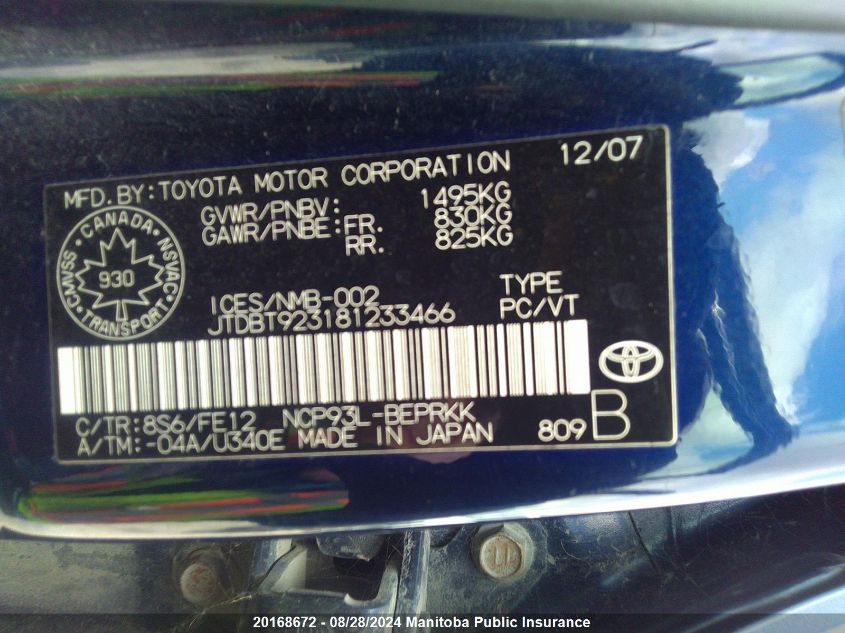 MFD.BY:TOYOTA MOTOR CORPORATION 12/07
GVWR/PNBV: 1495KG
GAWR/PNBE:FR. 830KG
RR. 825KG
CANADA
CMVSS 930 NSVAC
TRANSPORT
ICES/NMB-002 TYPE
JTDBT923181233466 PC/VT
C/TR:8S6/FE12 NCP93L-BEPRKK
A/TM:-04A/U340E MADE IN JAPAN 809 B
20168672 - 08/28/2024 Manitoba Public Insurance